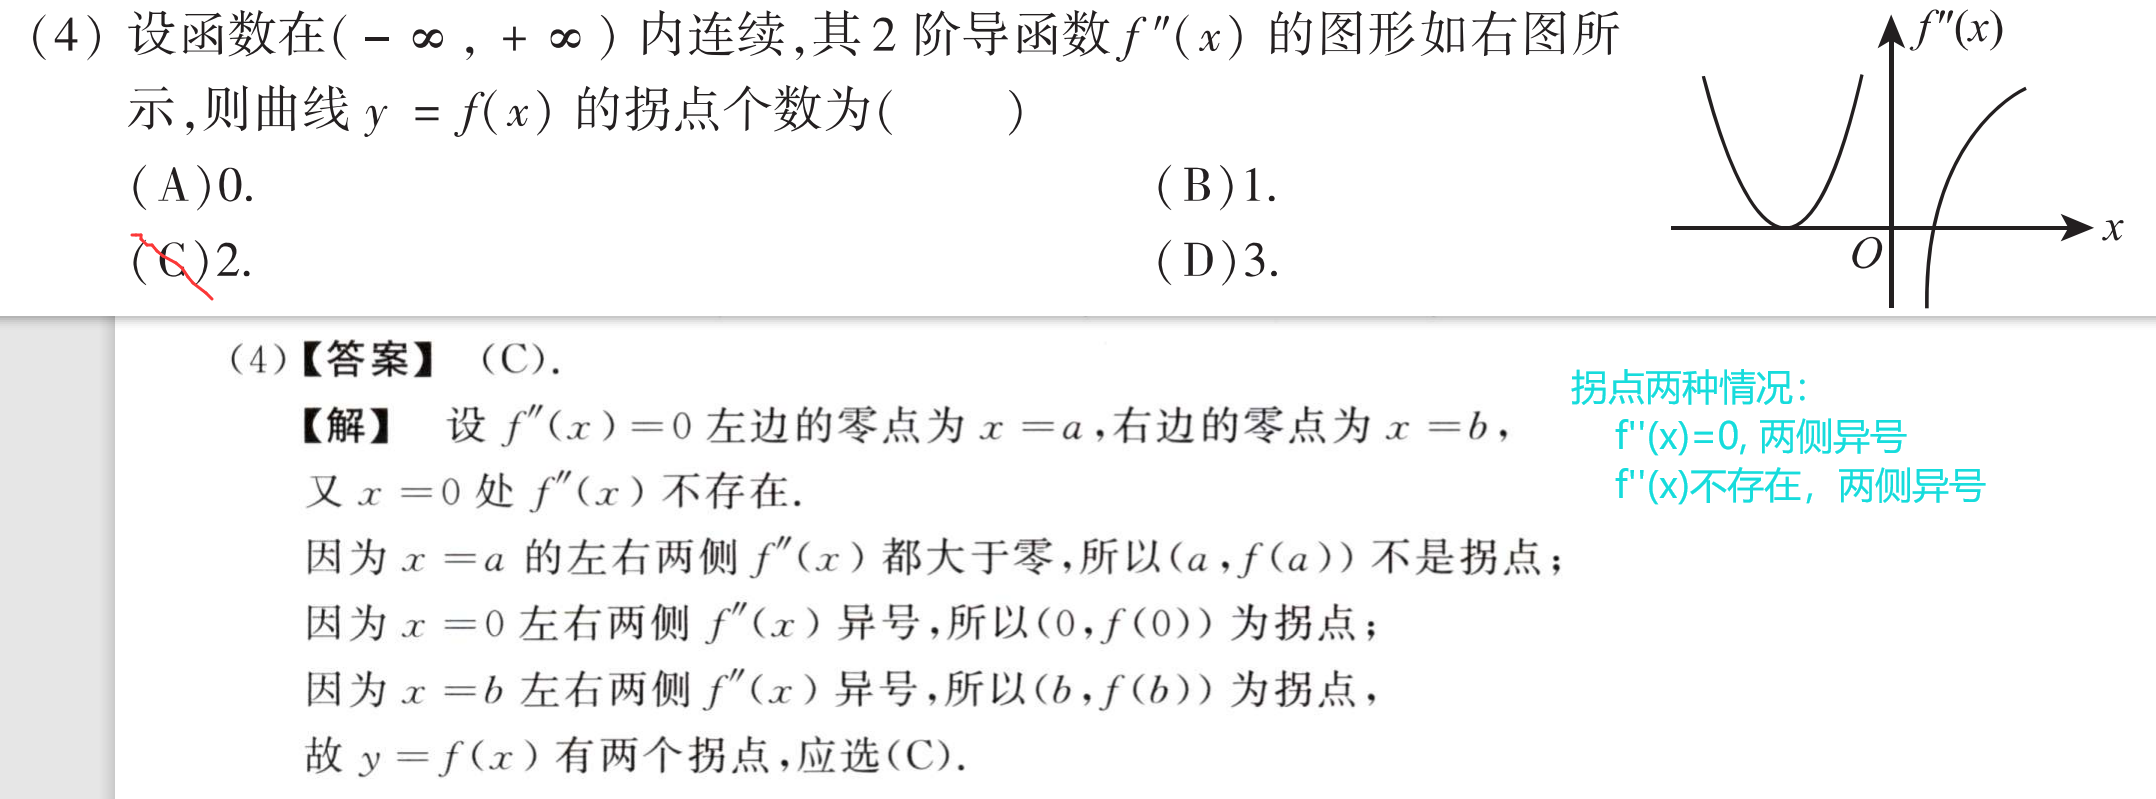 (4) 设函数在(-∞,+∞)内连续,其2阶导函数f″(x)的图形如右图所
示,则曲线y=f(x)的拐点个数为( )
(A)0.
(B)1.
(C)2.
(D)3.
f″(x)
x
O
(4)【答案】 (C).
【解】 设 f″(x)=0 左边的零点为 x=a,右边的零点为 x=b,
又 x=0 处 f″(x) 不存在.
因为 x=a 的左右两侧 f″(x) 都大于零,所以(a,f(a)) 不是拐点;
因为 x=0 左右两侧 f″(x) 异号,所以(0,f(0)) 为拐点;
因为 x=b 左右两侧 f″(x) 异号,所以(b,f(b)) 为拐点,
故 y=f(x) 有两个拐点,应选(C).
拐点两种情况：
f''(x)=0, 两侧异号
f''(x)不存在，两侧异号